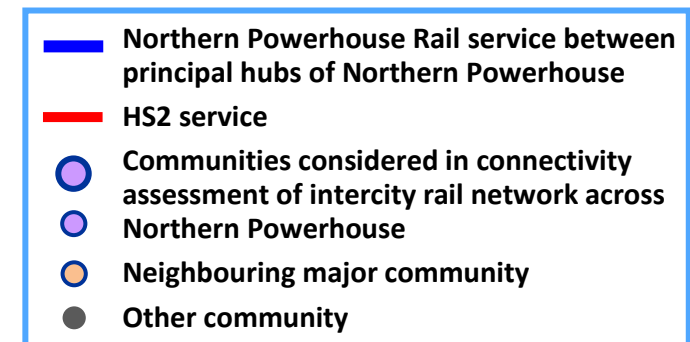 Northern Powerhouse Rail service between
principal hubs of Northern Powerhouse
HS2 service
Communities considered in connectivity
assessment of intercity rail network across
Northern Powerhouse
Neighbouring major community
Other community